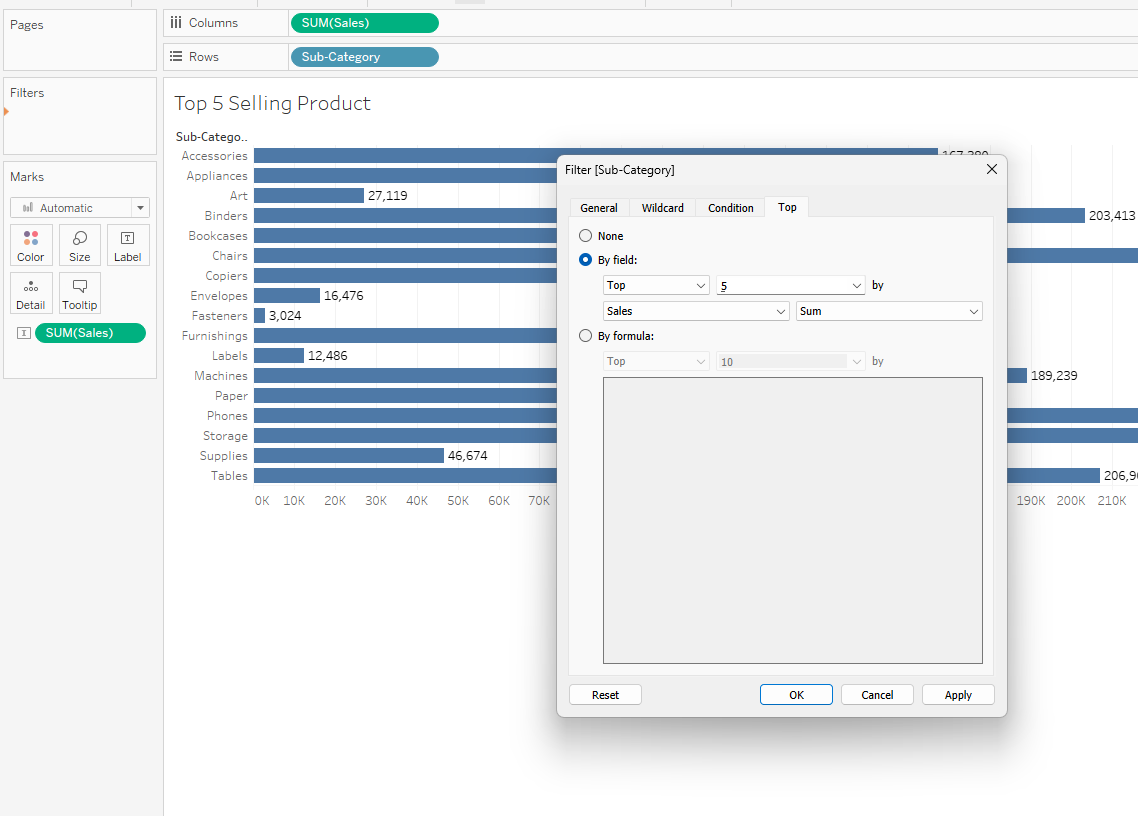 Pages
Columns
SUM(Sales)
Rows
Sub-Category
Filters
Marks
Automatic
Color
Size
Label
Detail
Tooltip
SUM(Sales)
Top 5 Selling Product
Sub-Catego..
Accessories
Appliances
Art 27,119
Binders 203,413
Bookcases
Chairs
Copiers
Envelopes 16,476
Fasteners 3,024
Furnishings
Labels 12,486
Machines 189,239
Paper
Phones
Storage
Supplies 46,674
Tables
0K 10K 20K 30K 40K 50K 60K 70K 190K 200K 210K
Filter [Sub-Category]
General Wildcard Condition Top
None
By field:
Top 5 by
Sales Sum
By formula:
Top 10 by
Reset OK Cancel Apply